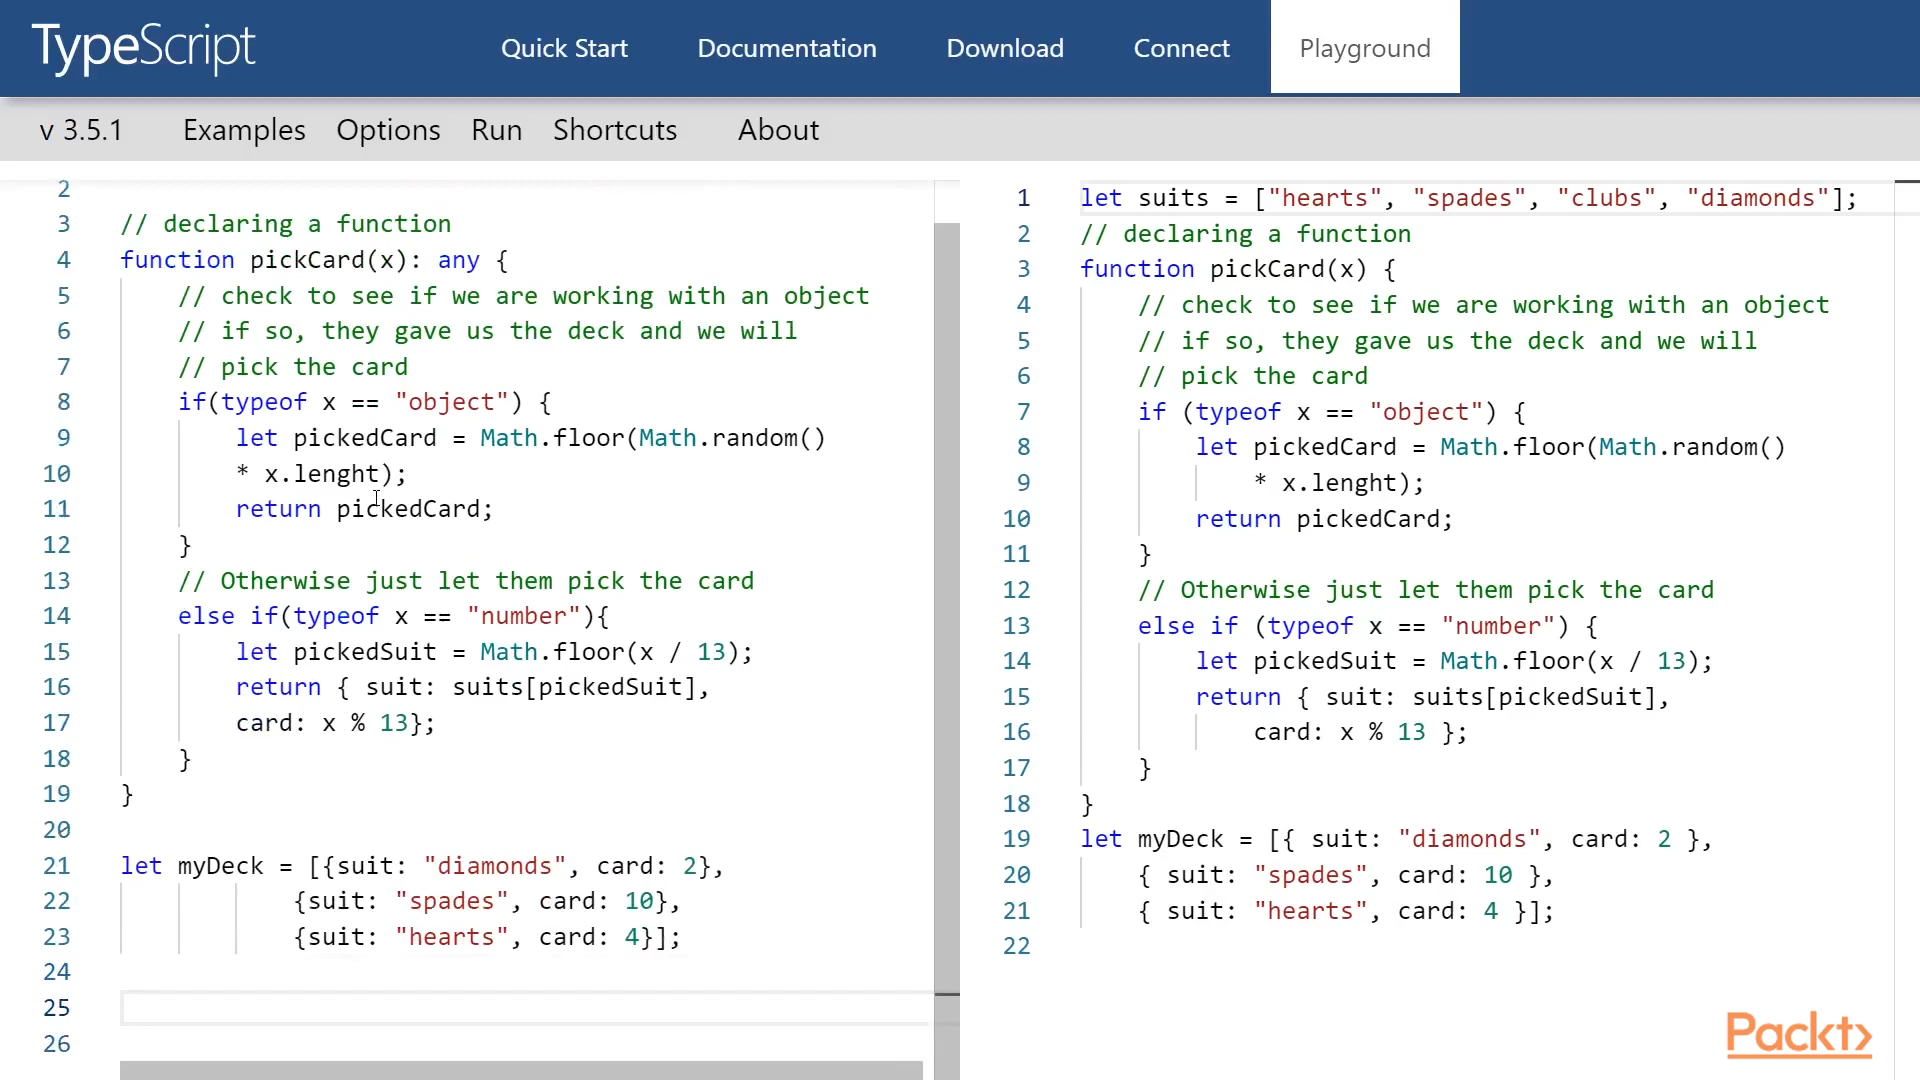 TypeScript
Quick Start Documentation Download Connect Playground
v 3.5.1 Examples Options Run Shortcuts About
2
3 // declaring a function
4 function pickCard(x): any {
5 // check to see if we are working with an object
6 // if so, they gave us the deck and we will
7 // pick the card
8 if(typeof x == "object") {
9 let pickedCard = Math.floor(Math.random()
10 * x.lenght);
11 return pickedCard;
12 }
13 // Otherwise just let them pick the card
14 else if(typeof x == "number"){
15 let pickedSuit = Math.floor(x / 13);
16 return { suit: suits[pickedSuit],
17 card: x % 13};
18 }
19 }
20
21 let myDeck = [{suit: "diamonds", card: 2},
22 {suit: "spades", card: 10},
23 {suit: "hearts", card: 4}];
24
25
26
1 let suits = ["hearts", "spades", "clubs", "diamonds"];
2 // declaring a function
3 function pickCard(x) {
4 // check to see if we are working with an object
5 // if so, they gave us the deck and we will
6 // pick the card
7 if (typeof x == "object") {
8 let pickedCard = Math.floor(Math.random()
9 * x.lenght);
10 return pickedCard;
11 }
12 // Otherwise just let them pick the card
13 else if (typeof x == "number") {
14 let pickedSuit = Math.floor(x / 13);
15 return { suit: suits[pickedSuit],
16 card: x % 13 };
17 }
18 }
19 let myDeck = [{ suit: "diamonds", card: 2 },
20 { suit: "spades", card: 10 },
21 { suit: "hearts", card: 4 }];
22
Packt>